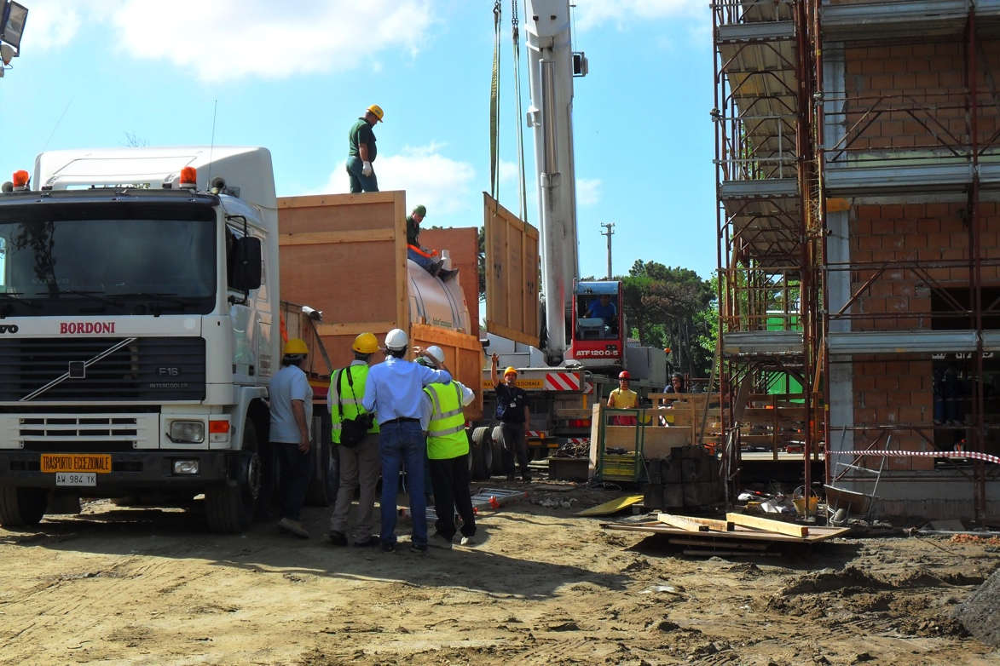 BORDONI
F16
INTERCOOLER
TRASPORTO ECCEZIONALE
AW 984 YK
ATF 120 G-5